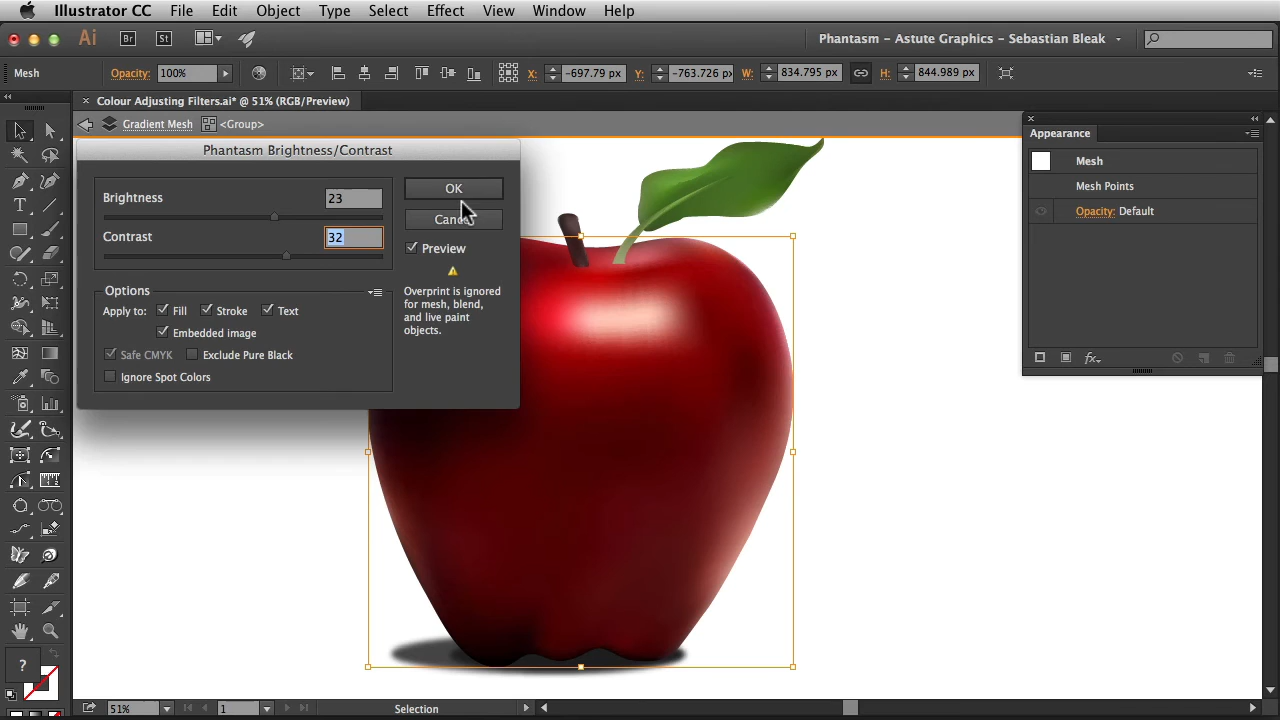 Illustrator CC File Edit Object Type Select Effect View Window Help
Ai Br St Phantasm – Astute Graphics – Sebastian Bleak
Mesh Opacity: 100% X: -697.79 px Y: -763.726 px W: 834.795 px H: 844.989 px
× Colour Adjusting Filters.ai* @ 51% (RGB/Preview)
Gradient Mesh <Group>
Appearance
Mesh
Mesh Points
Opacity: Default
fx
Phantasm Brightness/Contrast
Brightness 23
Contrast 32
OK
Cancel
Preview
Overprint is ignored
for mesh, blend,
and live paint
objects.
Options
Apply to: Fill Stroke Text
Embedded image
Safe CMYK Exclude Pure Black
Ignore Spot Colors
T
?
51% 1 Selection